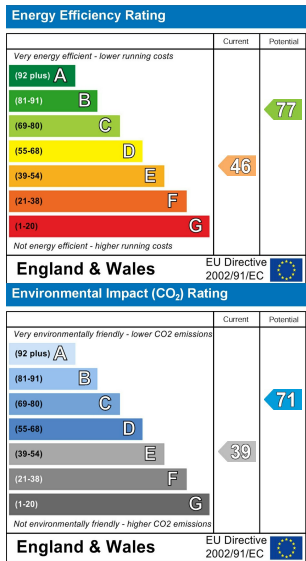 Energy Efficiency Rating
Current Potential
Very energy efficient - lower running costs
(92 plus) A
(81-91) B
77
(69-80) C
(55-68) D
46
(39-54) E
(21-38) F
(1-20) G
Not energy efficient - higher running costs
England & Wales
EU Directive
2002/91/EC
Environmental Impact (CO₂) Rating
Current Potential
Very environmentally friendly - lower CO2 emissions
(92 plus) A
(81-91) B
(69-80) C
71
(55-68) D
(39-54) E
39
(21-38) F
(1-20) G
Not environmentally friendly - higher CO2 emissions
England & Wales
EU Directive
2002/91/EC